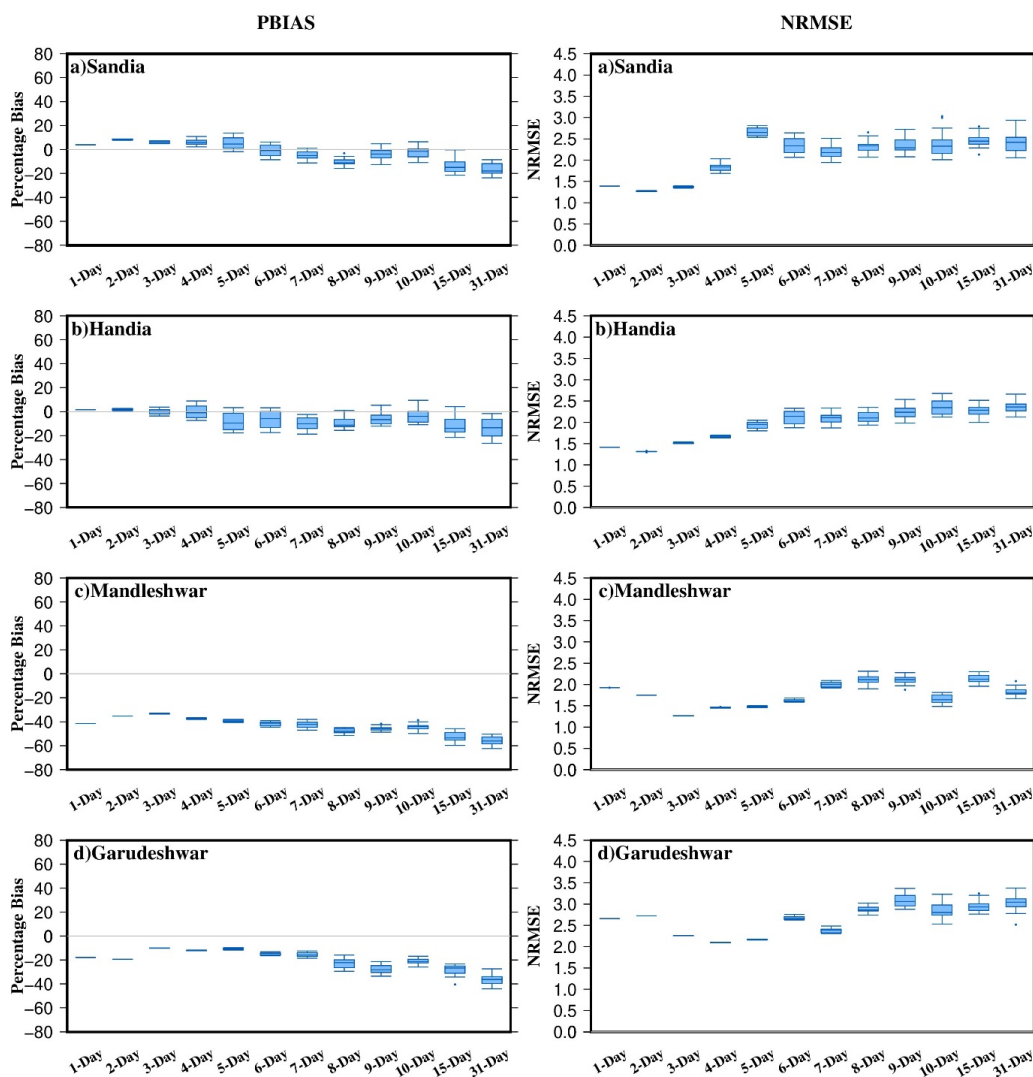 PBIAS
NRMSE
a)Sandia
Percentage Bias
80
60
40
20
0
−20
−40
−60
−80
1-Day 2-Day 3-Day 4-Day 5-Day 6-Day 7-Day 8-Day 9-Day 10-Day 15-Day 31-Day
a)Sandia
NRMSE
4.5
4.0
3.5
3.0
2.5
2.0
1.5
1.0
0.5
0.0
1-Day 2-Day 3-Day 4-Day 5-Day 6-Day 7-Day 8-Day 9-Day 10-Day 15-Day 31-Day
b)Handia
Percentage Bias
80
60
40
20
0
−20
−40
−60
−80
1-Day 2-Day 3-Day 4-Day 5-Day 6-Day 7-Day 8-Day 9-Day 10-Day 15-Day 31-Day
b)Handia
NRMSE
4.5
4.0
3.5
3.0
2.5
2.0
1.5
1.0
0.5
0.0
1-Day 2-Day 3-Day 4-Day 5-Day 6-Day 7-Day 8-Day 9-Day 10-Day 15-Day 31-Day
c)Mandleshwar
Percentage Bias
80
60
40
20
0
−20
−40
−60
−80
1-Day 2-Day 3-Day 4-Day 5-Day 6-Day 7-Day 8-Day 9-Day 10-Day 15-Day 31-Day
c)Mandleshwar
NRMSE
4.5
4.0
3.5
3.0
2.5
2.0
1.5
1.0
0.5
0.0
1-Day 2-Day 3-Day 4-Day 5-Day 6-Day 7-Day 8-Day 9-Day 10-Day 15-Day 31-Day
d)Garudeshwar
Percentage Bias
80
60
40
20
0
−20
−40
−60
−80
1-Day 2-Day 3-Day 4-Day 5-Day 6-Day 7-Day 8-Day 9-Day 10-Day 15-Day 31-Day
d)Garudeshwar
NRMSE
4.5
4.0
3.5
3.0
2.5
2.0
1.5
1.0
0.5
0.0
1-Day 2-Day 3-Day 4-Day 5-Day 6-Day 7-Day 8-Day 9-Day 10-Day 15-Day 31-Day